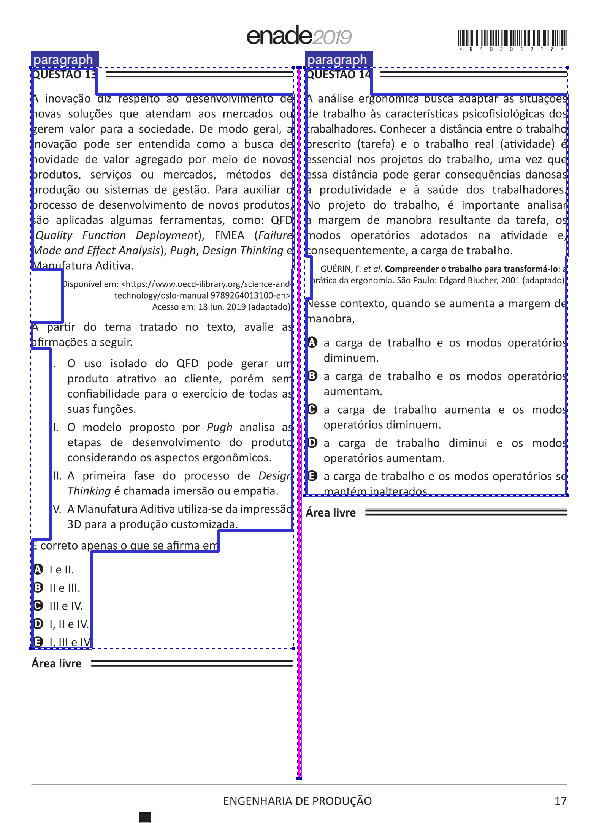 enade2019
paragraph
QUESTÃO 13
A inovação diz respeito ao desenvolvimento de
novas soluções que atendam aos mercados ou
gerem valor para a sociedade. De modo geral, a
inovação pode ser entendida como a busca de
novidade de valor agregado por meio de novos
produtos, serviços ou mercados, métodos de
produção ou sistemas de gestão. Para auxiliar o
processo de desenvolvimento de novos produtos,
são aplicadas algumas ferramentas, como: QFD
(Quality Function Deployment), FMEA (Failure
Mode and Effect Analysis), Pugh, Design Thinking e
Manufatura Aditiva.
Disponível em: <https://www.oecd-ilibrary.org/science-and-
technology/oslo-manual 9789264013100-en>
Acesso em: 18 jun. 2019 (adaptado)
A partir do tema tratado no texto, avalie as
afirmações a seguir.
I. O uso isolado do QFD pode gerar um
produto atrativo ao cliente, porém sem
confiabilidade para o exercício de todas as
suas funções.
II. O modelo proposto por Pugh analisa as
etapas de desenvolvimento do produto
considerando os aspectos ergonômicos.
III. A primeira fase do processo de Design
Thinking é chamada imersão ou empatia.
IV. A Manufatura Aditiva utiliza-se da impressão
3D para a produção customizada.
É correto apenas o que se afirma em
A I e II.
B II e III.
C III e IV.
D I, II e IV.
E I, III e IV.
Área livre
paragraph
QUESTÃO 14
A análise ergonômica busca adaptar as situações
de trabalho às características psicofisiológicas dos
trabalhadores. Conhecer a distância entre o trabalho
prescrito (tarefa) e o trabalho real (atividade) é
essencial nos projetos do trabalho, uma vez que
essa distância pode gerar consequências danosas
à produtividade e à saúde dos trabalhadores.
No projeto do trabalho, é importante analisar
a margem de manobra resultante da tarefa, os
modos operatórios adotados na atividade e,
consequentemente, a carga de trabalho.
GUÉRIN, F. et al. Compreender o trabalho para transformá-lo: a
prática da ergonomia. São Paulo: Edgard Blucher, 2001 (adaptado)
Nesse contexto, quando se aumenta a margem de
manobra,
A a carga de trabalho e os modos operatórios
diminuem.
B a carga de trabalho e os modos operatórios
aumentam.
C a carga de trabalho aumenta e os modos
operatórios diminuem.
D a carga de trabalho diminui e os modos
operatórios aumentam.
E a carga de trabalho e os modos operatórios se
mantém inalterados.
Área livre
ENGENHARIA DE PRODUÇÃO
17